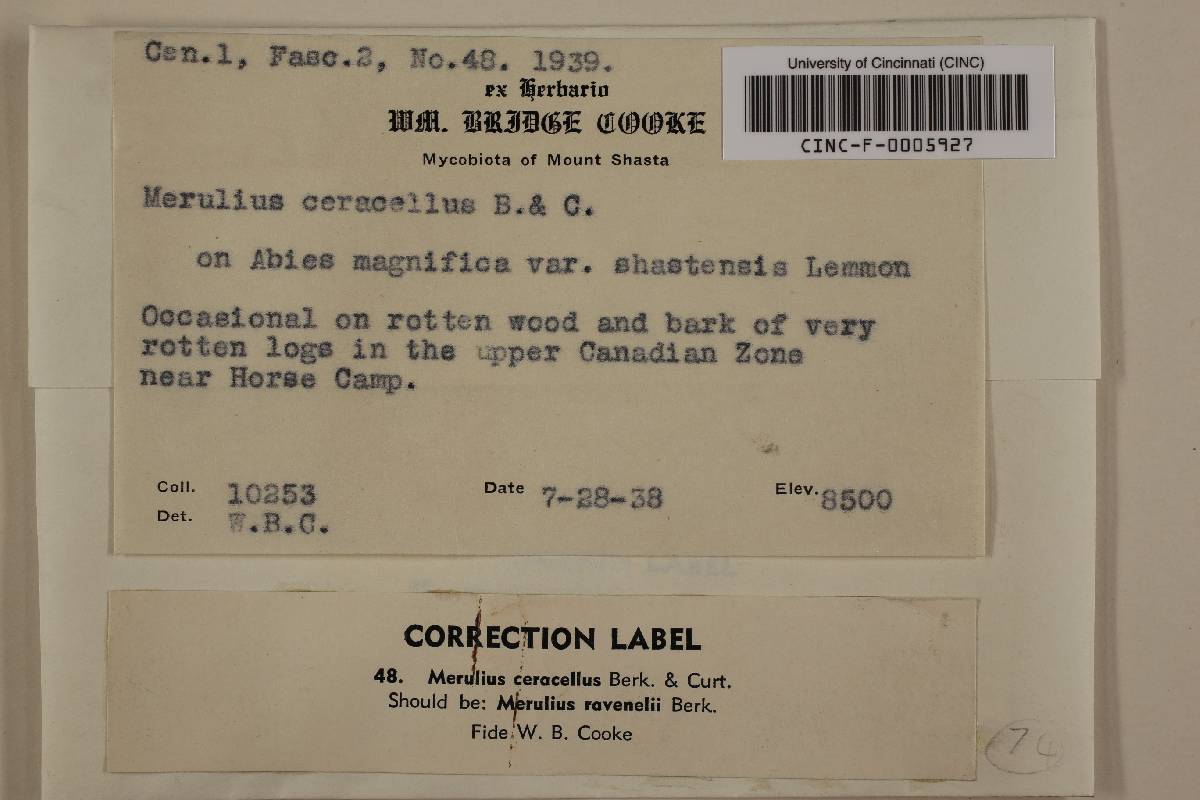 Cen.1, Fasc.2, No.48. 1939.
ex Herbario
WM. BRIDGE COOKE
Mycobiota of Mount Shasta
University of Cincinnati (CINC)
CINC-F-0005927
Merulius ceracellus B.& C.
on Abies magnifica var. shastensis Lemmon
Occasional on rotten wood and bark of very
rotten logs in the upper Canadian Zone
near Horse Camp.
Coll. 10253 Date 7-28-38 Elev. 8500
Det. W.B.C.
CORRECTION LABEL
48. Merulius ceracellus Berk. & Curt.
Should be: Merulius ravenelii Berk.
Fide W. B. Cooke
74